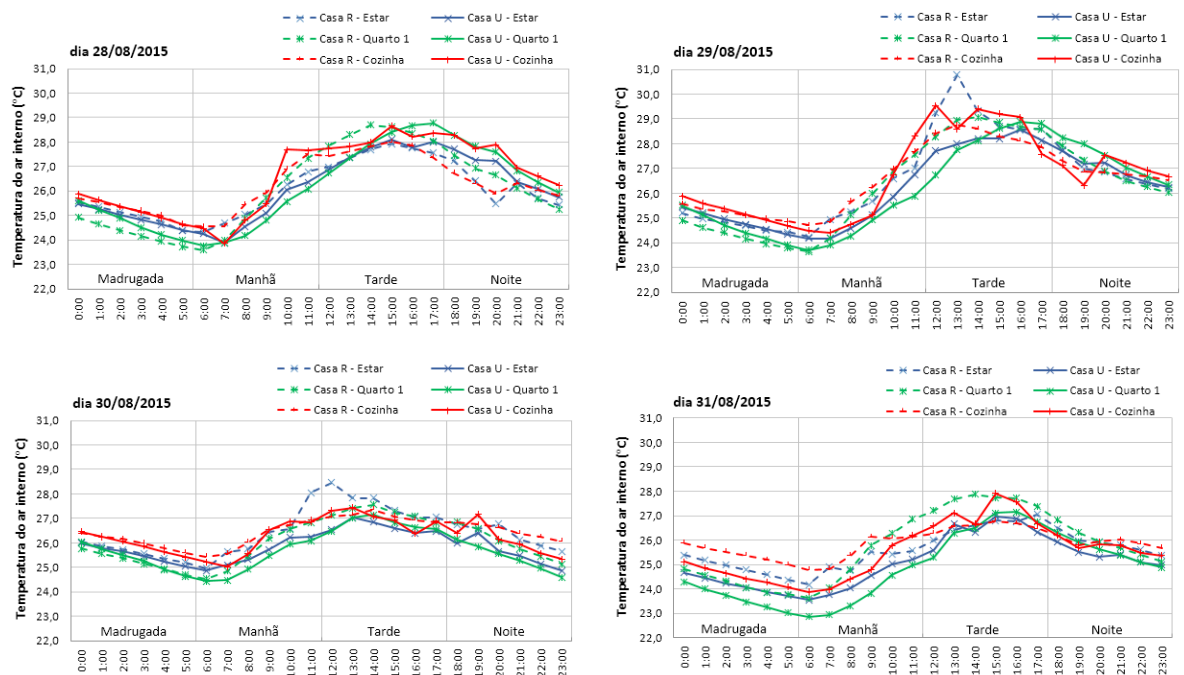 dia 28/08/2015
Casa R - Estar
Casa U - Estar
Casa R - Quarto 1
Casa U - Quarto 1
Casa R - Cozinha
Casa U - Cozinha
Temperatura do ar interno (°C)
31,0
30,0
29,0
28,0
27,0
26,0
25,0
24,0
23,0
22,0
Madrugada Manhã Tarde Noite
0:00 1:00 2:00 3:00 4:00 5:00 6:00 7:00 8:00 9:00 10:00 11:00 12:00 13:00 14:00 15:00 16:00 17:00 18:00 19:00 20:00 21:00 22:00 23:00
dia 29/08/2015
Casa R - Estar
Casa U - Estar
Casa R - Quarto 1
Casa U - Quarto 1
Casa R - Cozinha
Casa U - Cozinha
Temperatura do ar interno (°C)
31,0
30,0
29,0
28,0
27,0
26,0
25,0
24,0
23,0
22,0
Madrugada Manhã Tarde Noite
0:00 1:00 2:00 3:00 4:00 5:00 6:00 7:00 8:00 9:00 10:00 11:00 12:00 13:00 14:00 15:00 16:00 17:00 18:00 19:00 20:00 21:00 22:00 23:00
dia 30/08/2015
Casa R - Estar
Casa U - Estar
Casa R - Quarto 1
Casa U - Quarto 1
Casa R - Cozinha
Casa U - Cozinha
Temperatura do ar interno (°C)
31,0
30,0
29,0
28,0
27,0
26,0
25,0
24,0
23,0
22,0
Madrugada Manhã Tarde Noite
0:00 1:00 2:00 3:00 4:00 5:00 6:00 7:00 8:00 9:00 10:00 11:00 12:00 13:00 14:00 15:00 16:00 17:00 18:00 19:00 20:00 21:00 22:00 23:00
dia 31/08/2015
Casa R - Estar
Casa U - Estar
Casa R - Quarto 1
Casa U - Quarto 1
Casa R - Cozinha
Casa U - Cozinha
Temperatura do ar interno (°C)
31,0
30,0
29,0
28,0
27,0
26,0
25,0
24,0
23,0
22,0
Madrugada Manhã Tarde Noite
0:00 1:00 2:00 3:00 4:00 5:00 6:00 7:00 8:00 9:00 10:00 11:00 12:00 13:00 14:00 15:00 16:00 17:00 18:00 19:00 20:00 21:00 22:00 23:00